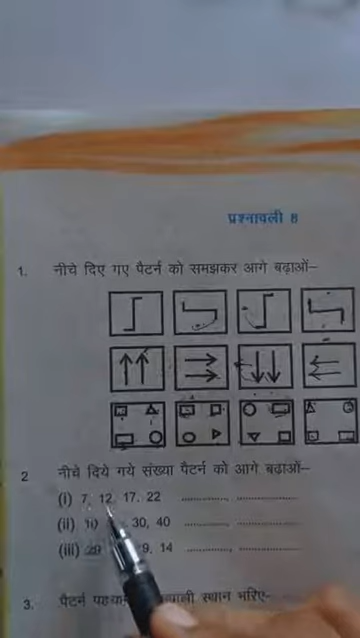 प्रश्नावली 8
1. नीचे दिए गए पैटर्न को समझकर आगे बढ़ाओं–
2 नीचे दिये गये संख्या पैटर्न को आगे बढ़ाओं–
(i) 7, 12, 17, 22 ..............., ...............
(ii) 10 30, 40 ..............., ...............
(iii) 9, 14 ..............., ...............
3. पैटर्न स्थान भरिए–